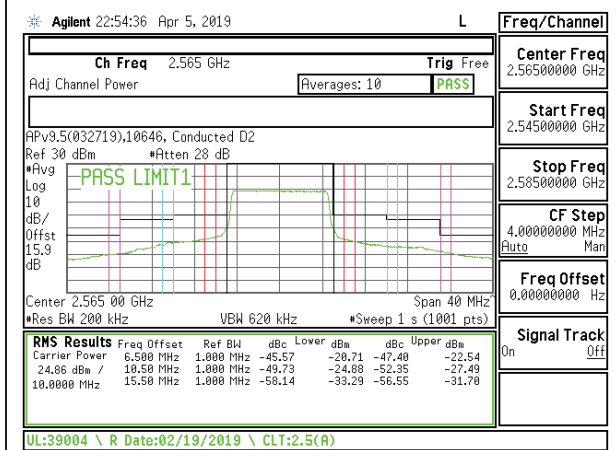 Agilent 22:54:36 Apr 5, 2019 L Freq/Channel
Ch Freq 2.565 GHz Trig Free
Adj Channel Power Averages: 10 PASS
Center Freq
2.56500000 GHz
Start Freq
2.54500000 GHz
APv9.5(032719),10646, Conducted D2
Ref 30 dBm #Atten 28 dB
#Avg
Log
10
dB/
Offst
15.9
dB
PASS LIMIT1
Stop Freq
2.58500000 GHz
CF Step
4.00000000 MHz
Auto Man
Freq Offset
0.00000000 Hz
Center 2.565 00 GHz Span 40 MHz^
#Res BW 200 kHz VBW 620 kHz #Sweep 1 s (1001 pts)
Signal Track
On Off
RMS Results Freq Offset Ref BW dBc Lower dBm dBc Upper dBm
Carrier Power 6.500 MHz 1.000 MHz -45.57 -20.71 -47.40 -22.54
24.86 dBm / 10.50 MHz 1.000 MHz -49.73 -24.88 -52.35 -27.49
10.0000 MHz 15.50 MHz 1.000 MHz -58.14 -33.29 -56.55 -31.70
UL:39004 \ R Date:02/19/2019 \ CLT:2.5(A)